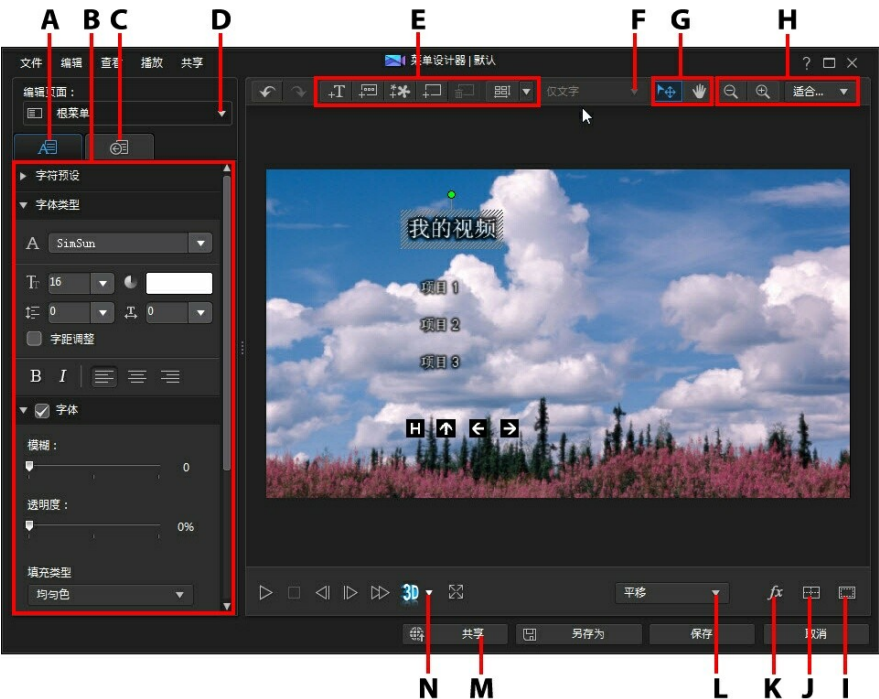 A B C D E F G H
文件 编辑 查看 播放 共享 菜单设计器 | 默认 ?
编辑页面：
根菜单
+T 仅文字 适合...
字符预设
字体类型
A SimSun
16
0 0
字距调整
B I
字体
模糊：
0
透明度：
0%
填充类型
均匀色
我的视频
项目 1
项目 2
项目 3
H
3D 平移 fx
共享 另存为 保存 取消
N M L K J I